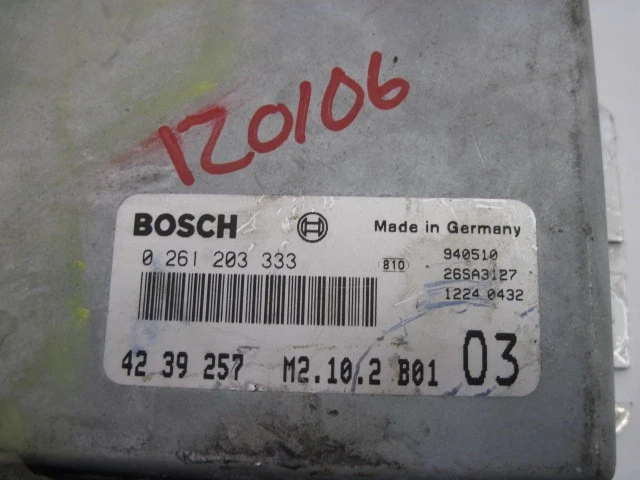 120106
BOSCH Made in Germany
0 261 203 333 810 940510
26SA3127
1224 0432
42 39 257 M2.10.2 B01 03